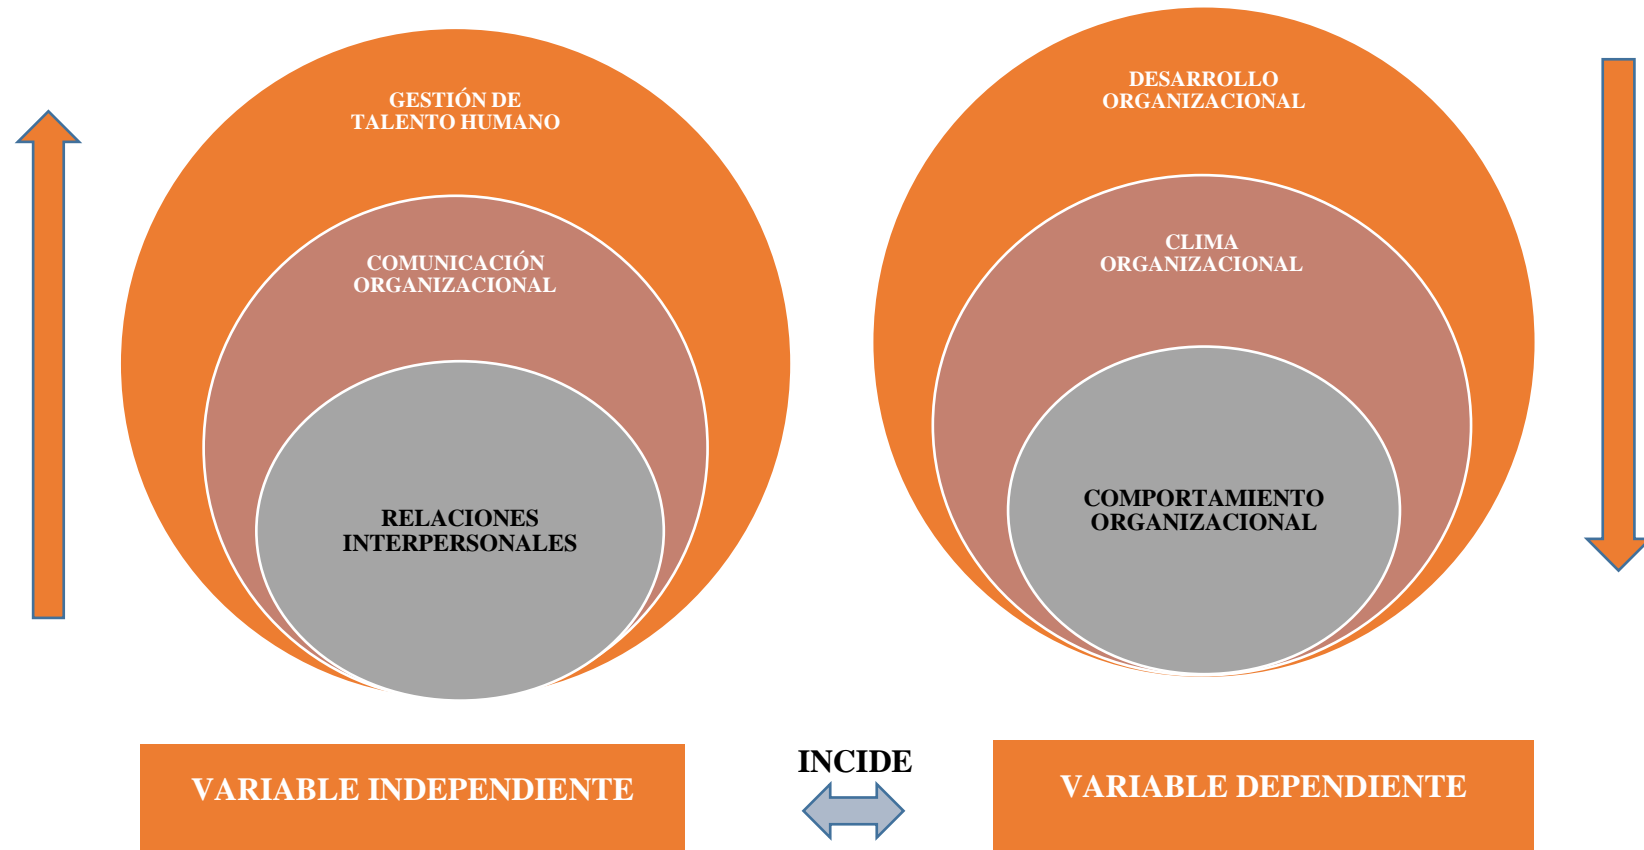 GESTIÓN DE
TALENTO HUMANO
COMUNICACIÓN
ORGANIZACIONAL
RELACIONES
INTERPERSONALES
DESARROLLO
ORGANIZACIONAL
CLIMA
ORGANIZACIONAL
COMPORTAMIENTO
ORGANIZACIONAL
VARIABLE INDEPENDIENTE
INCIDE
VARIABLE DEPENDIENTE